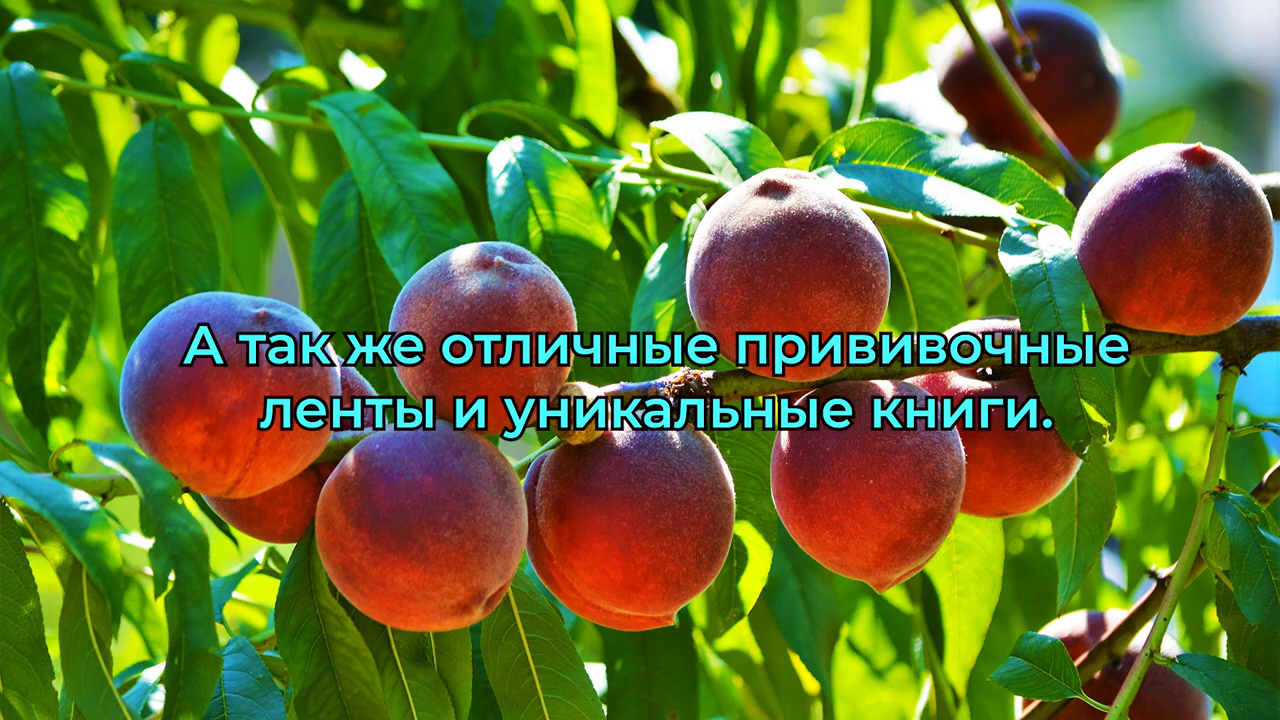 А так же отличные прививочные
ленты и уникальные книги.